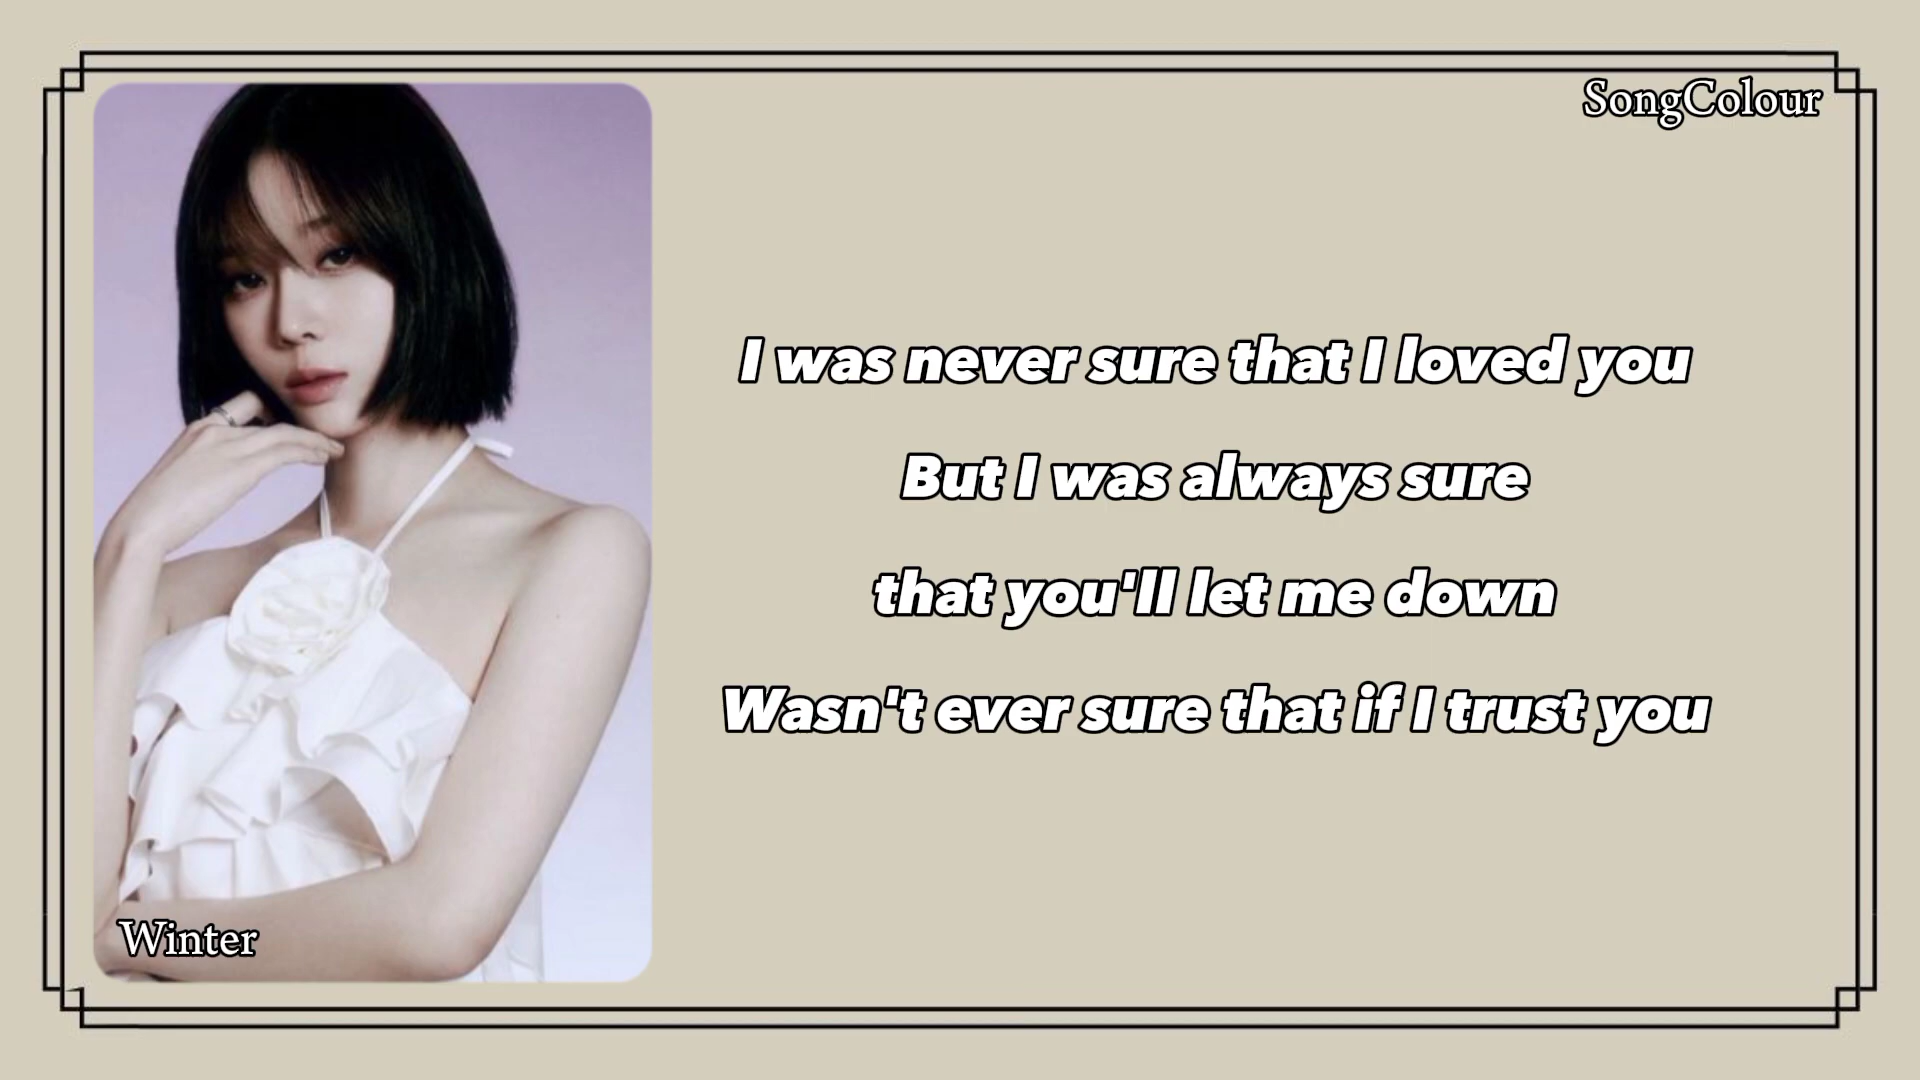 SongColour
I was never sure that I loved you
But I was always sure
that you'll let me down
Wasn't ever sure that if I trust you
Winter